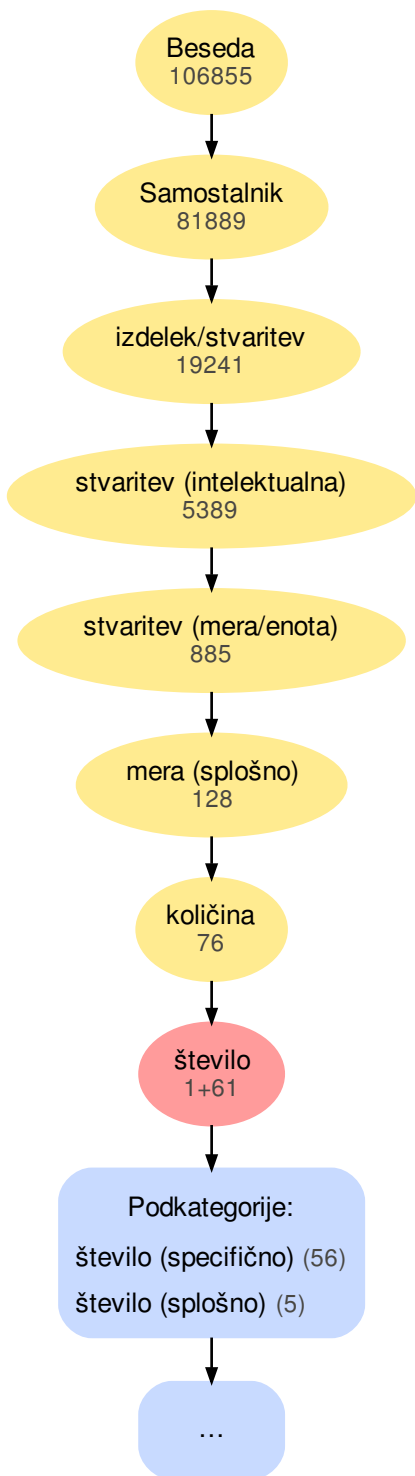 Beseda
106855
Samostalnik
81889
izdelek/stvaritev
19241
stvaritev (intelektualna)
5389
stvaritev (mera/enota)
885
mera (splošno)
128
količina
76
število
1+61
Podkategorije:
število (specifično) (56)
število (splošno) (5)
...